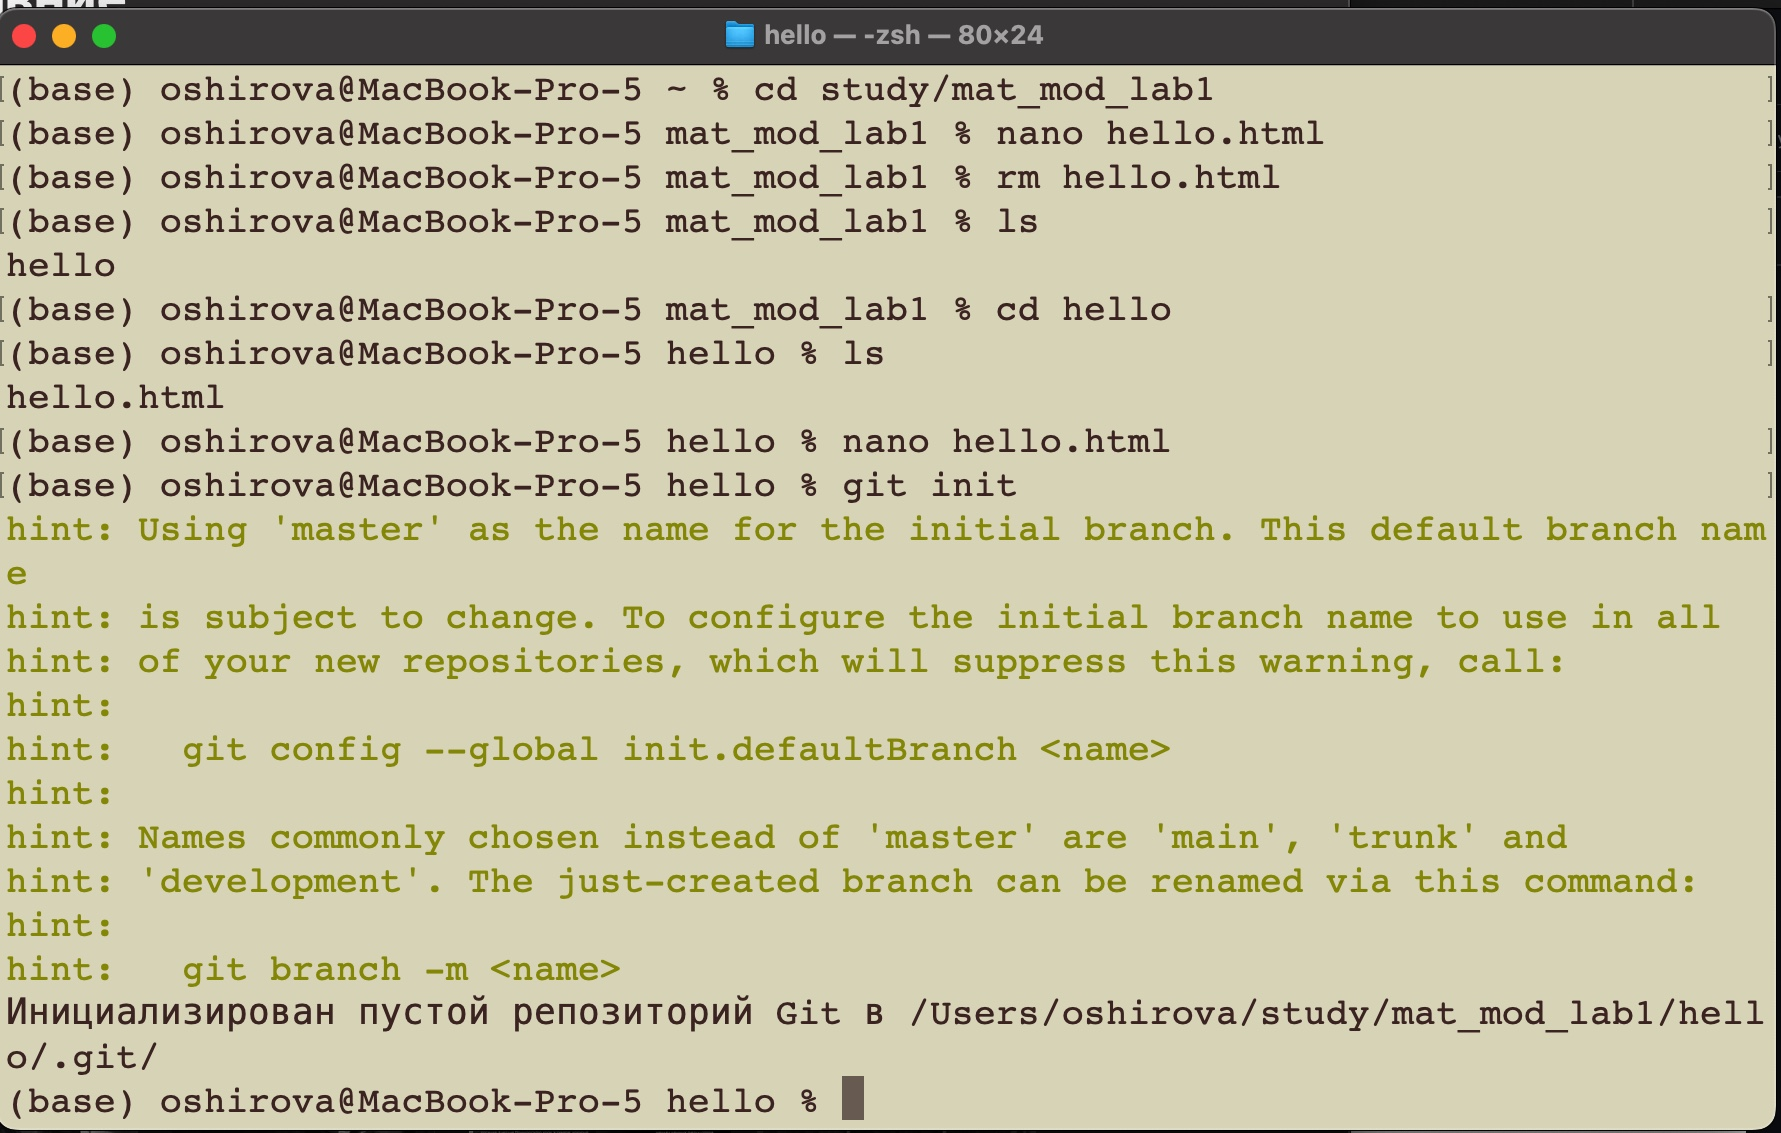 hello — -zsh — 80×24
(base) oshirova@MacBook-Pro-5 ~ % cd study/mat_mod_lab1
(base) oshirova@MacBook-Pro-5 mat_mod_lab1 % nano hello.html
(base) oshirova@MacBook-Pro-5 mat_mod_lab1 % rm hello.html
(base) oshirova@MacBook-Pro-5 mat_mod_lab1 % ls
hello
(base) oshirova@MacBook-Pro-5 mat_mod_lab1 % cd hello
(base) oshirova@MacBook-Pro-5 hello % ls
hello.html
(base) oshirova@MacBook-Pro-5 hello % nano hello.html
(base) oshirova@MacBook-Pro-5 hello % git init
hint: Using 'master' as the name for the initial branch. This default branch nam
e
hint: is subject to change. To configure the initial branch name to use in all
hint: of your new repositories, which will suppress this warning, call:
hint:
hint:   git config --global init.defaultBranch <name>
hint:
hint: Names commonly chosen instead of 'master' are 'main', 'trunk' and
hint: 'development'. The just-created branch can be renamed via this command:
hint:
hint:   git branch -m <name>
Инициализирован пустой репозиторий Git в /Users/oshirova/study/mat_mod_lab1/hell
o/.git/
(base) oshirova@MacBook-Pro-5 hello %